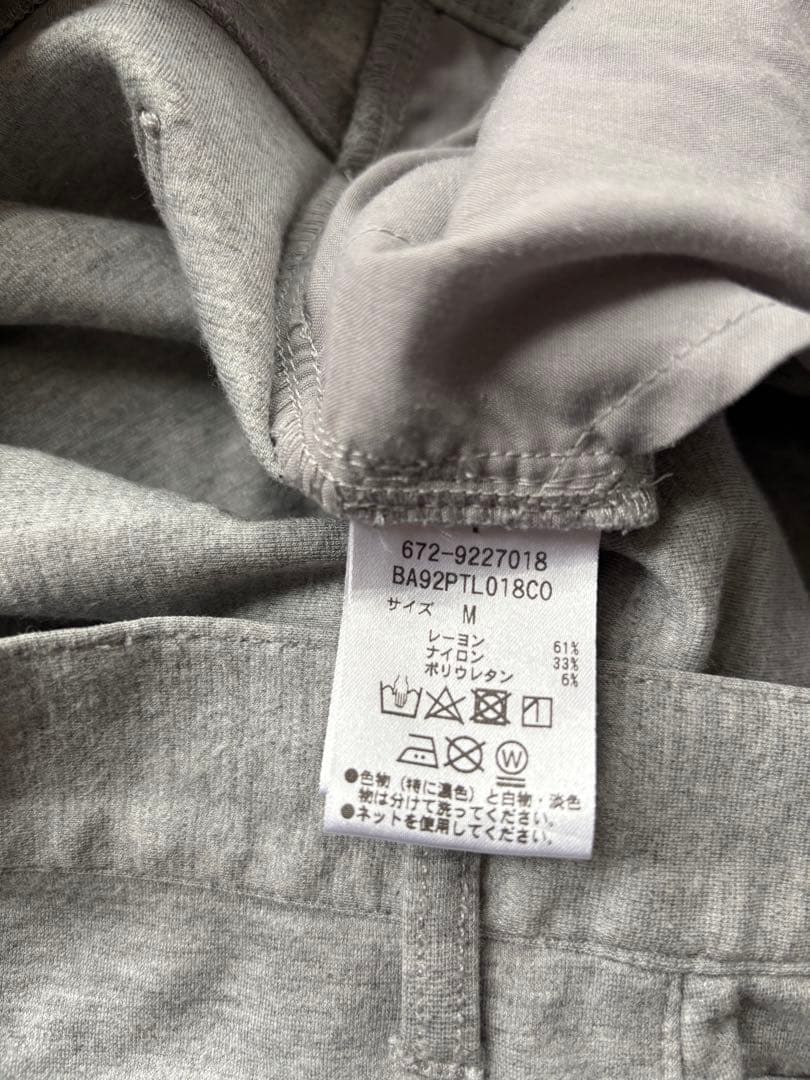 672-9227018
BA92PTL018CO
サイズ M
レーヨン 61%
ナイロン 33%
ポリウレタン 6%
W
●色物（特に濃色）と白物・淡色
物は分けて洗ってください。
●ネットを使用してください。